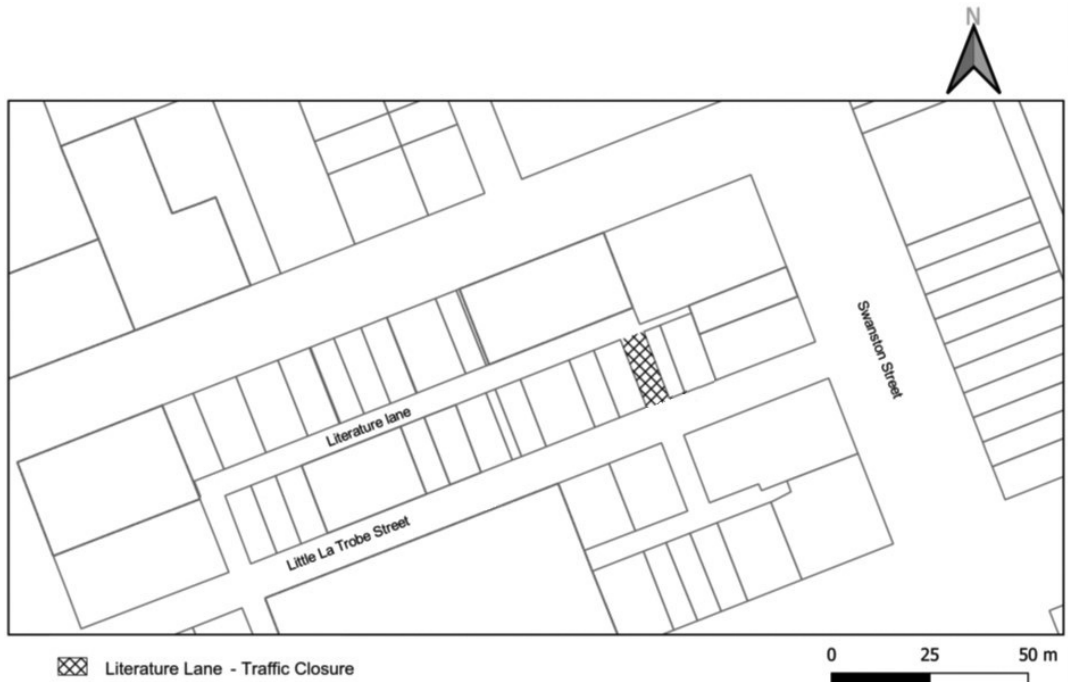 N
Swanston Street
Literature lane
Little La Trobe Street
Literature Lane - Traffic Closure
0 25 50 m